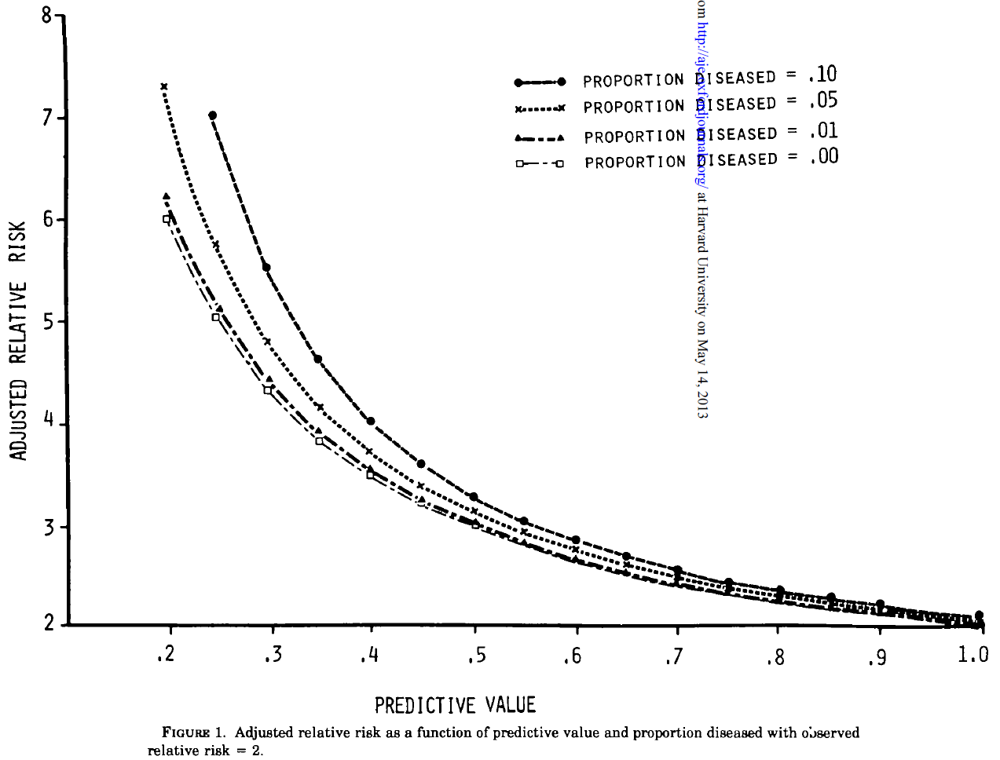 8
7
6
5
4
3
2
ADJUSTED RELATIVE RISK
PROPORTION DISEASED = .10
PROPORTION DISEASED = .05
PROPORTION DISEASED = .01
PROPORTION DISEASED = .00
om http://aje.oxfordjournals.org/ at Harvard University on May 14, 2013
.2 .3 .4 .5 .6 .7 .8 .9 1.0
PREDICTIVE VALUE
FIGURE 1. Adjusted relative risk as a function of predictive value and proportion diseased with observed
relative risk = 2.